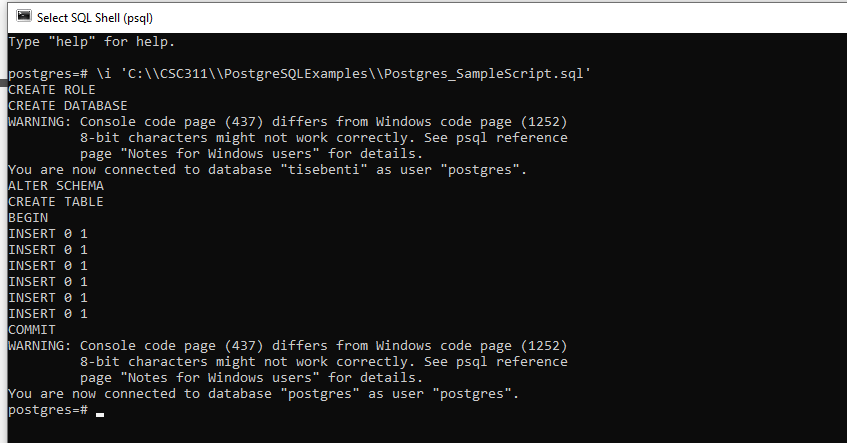 Select SQL Shell (psql)
Type "help" for help.
postgres=# \i 'C:\\CSC311\\PostgreSQLExamples\\Postgres_SampleScript.sql'
CREATE ROLE
CREATE DATABASE
WARNING: Console code page (437) differs from Windows code page (1252)
         8-bit characters might not work correctly. See psql reference
         page "Notes for Windows users" for details.
You are now connected to database "tisebenti" as user "postgres".
ALTER SCHEMA
CREATE TABLE
BEGIN
INSERT 0 1
INSERT 0 1
INSERT 0 1
INSERT 0 1
INSERT 0 1
INSERT 0 1
COMMIT
WARNING: Console code page (437) differs from Windows code page (1252)
         8-bit characters might not work correctly. See psql reference
         page "Notes for Windows users" for details.
You are now connected to database "postgres" as user "postgres".
postgres=#